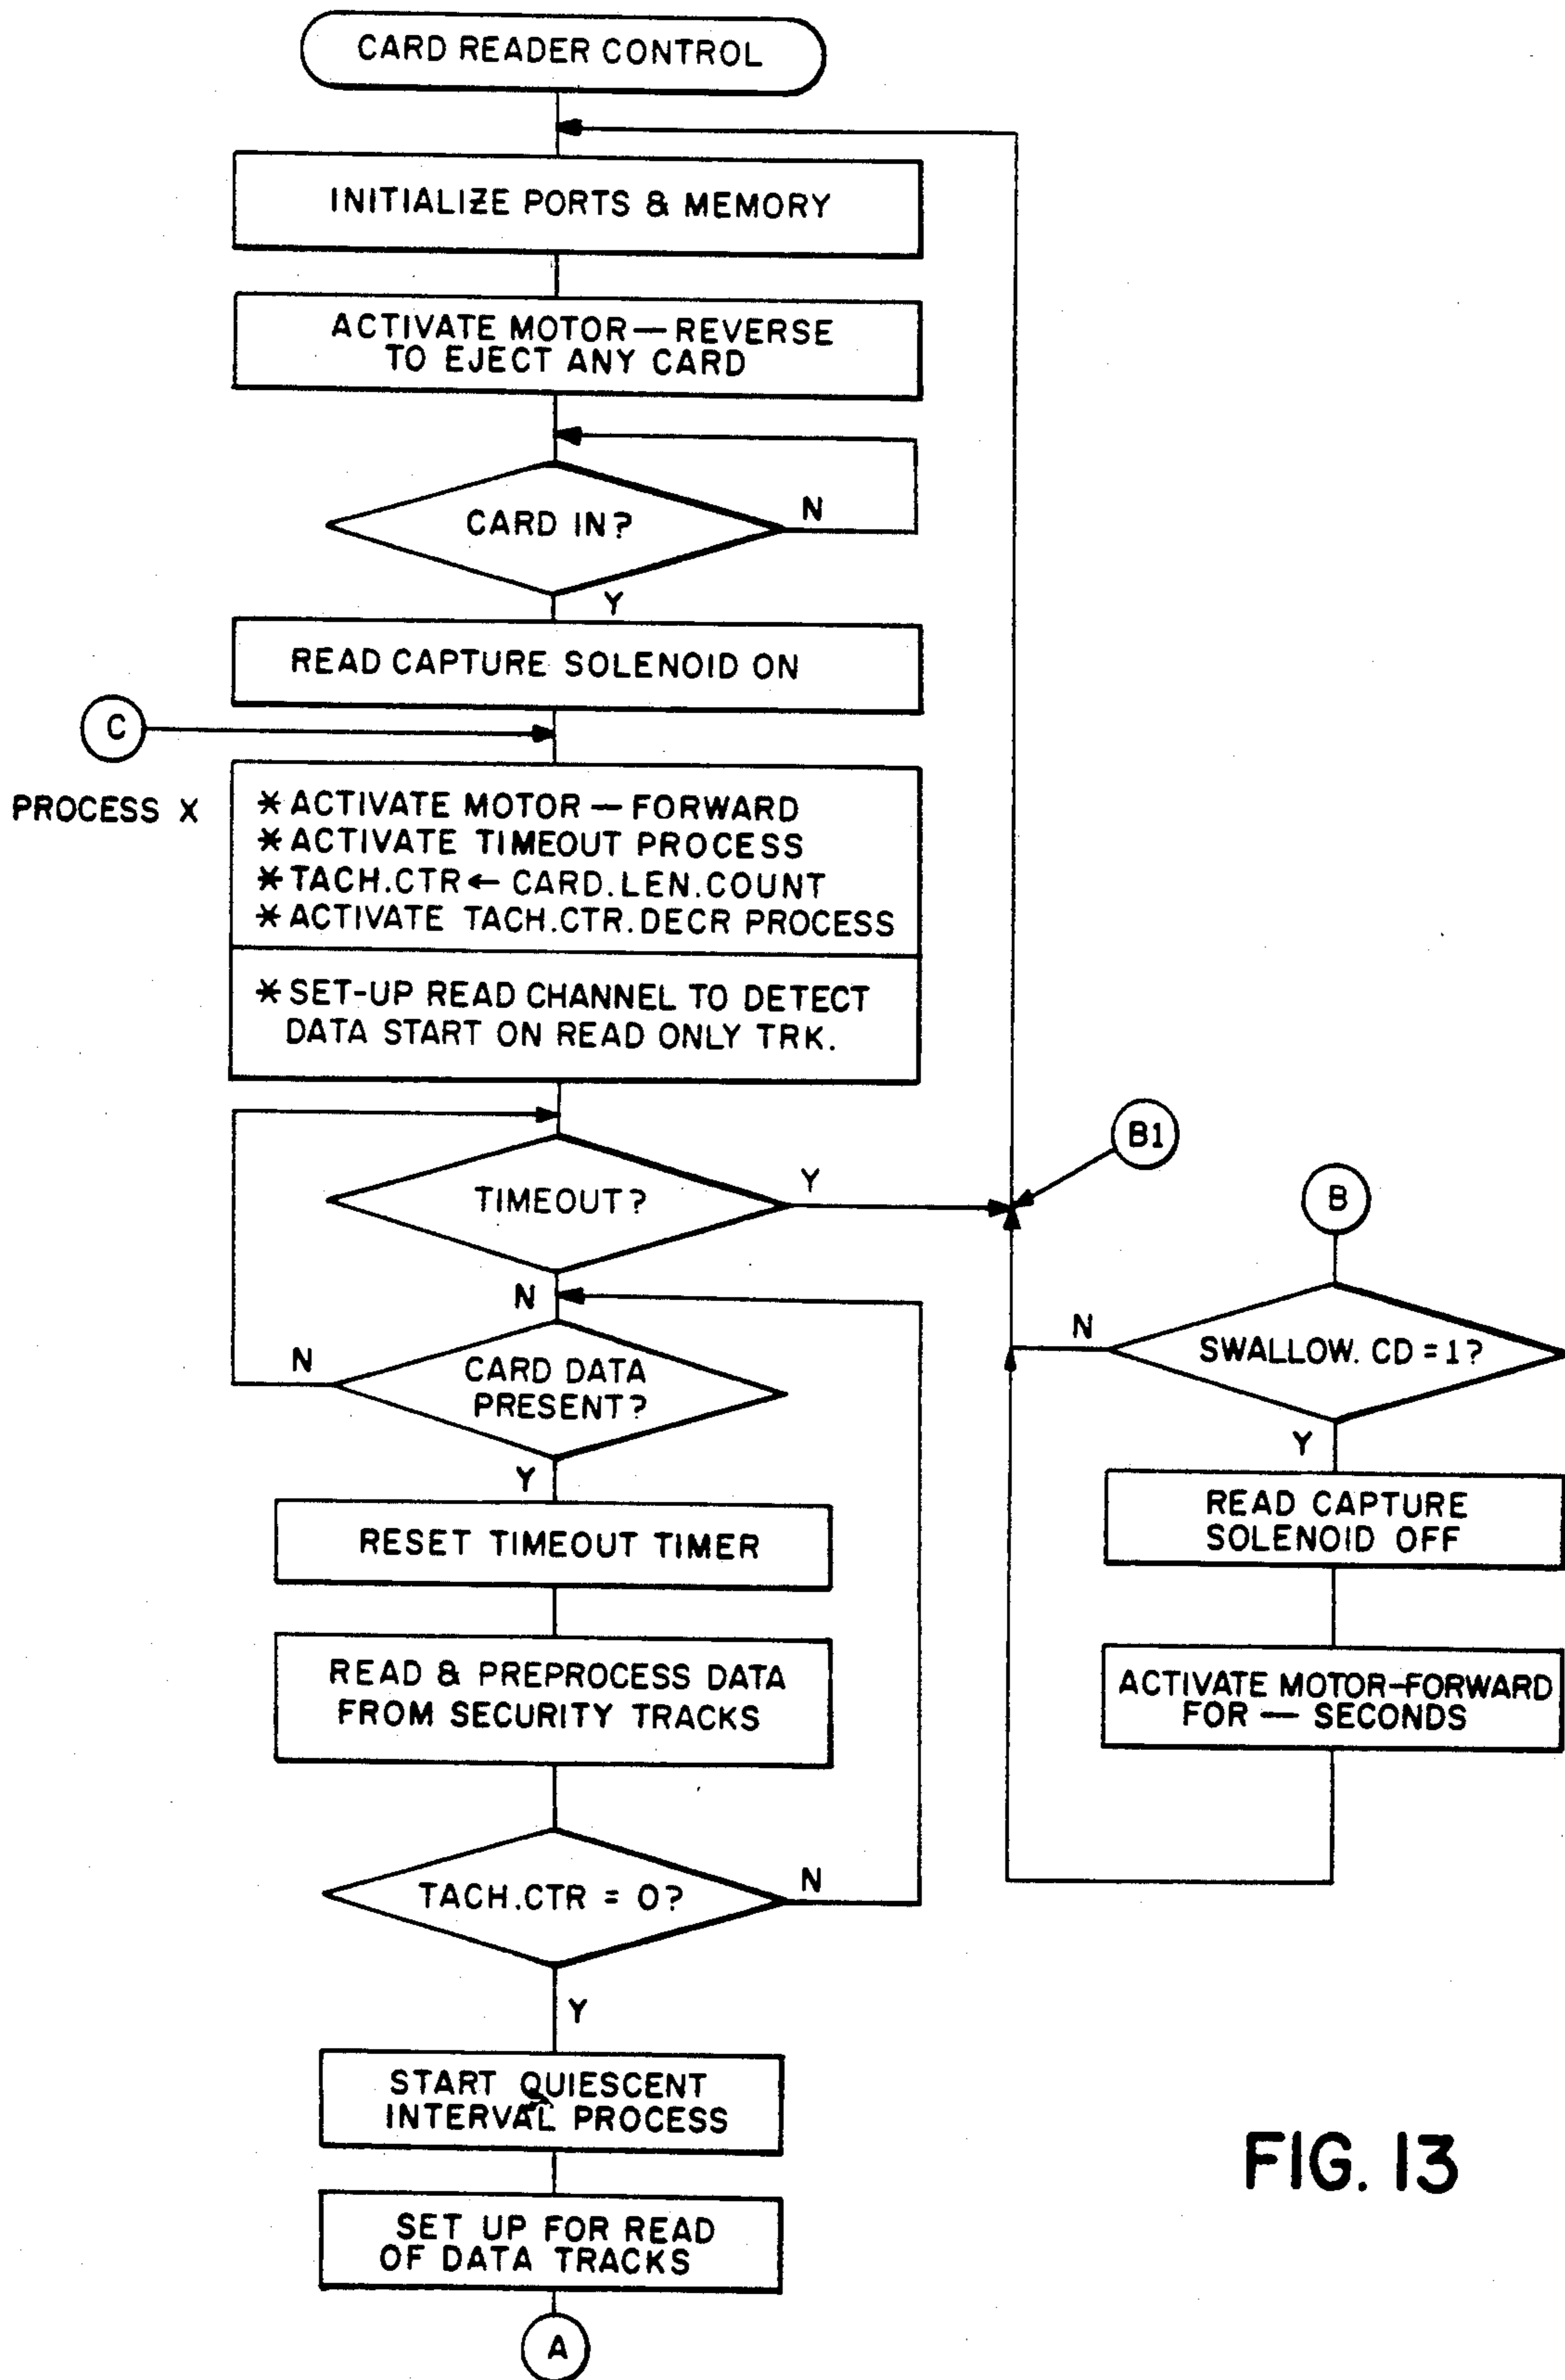 CARD READER CONTROL
INITIALIZE PORTS & MEMORY
ACTIVATE MOTOR — REVERSE
TO EJECT ANY CARD
CARD IN?
N
Y
READ CAPTURE SOLENOID ON
C
PROCESS X
* ACTIVATE MOTOR — FORWARD
* ACTIVATE TIMEOUT PROCESS
* TACH.CTR ← CARD.LEN.COUNT
* ACTIVATE TACH.CTR.DECR PROCESS
* SET-UP READ CHANNEL TO DETECT
DATA START ON READ ONLY TRK.
TIMEOUT?
Y
N
CARD DATA
PRESENT?
N
Y
RESET TIMEOUT TIMER
READ & PREPROCESS DATA
FROM SECURITY TRACKS
TACH.CTR = 0?
N
Y
START QUIESCENT
INTERVAL PROCESS
SET UP FOR READ
OF DATA TRACKS
A
B1
B
SWALLOW. CD = 1?
N
Y
READ CAPTURE
SOLENOID OFF
ACTIVATE MOTOR-FORWARD
FOR — SECONDS
FIG. 13